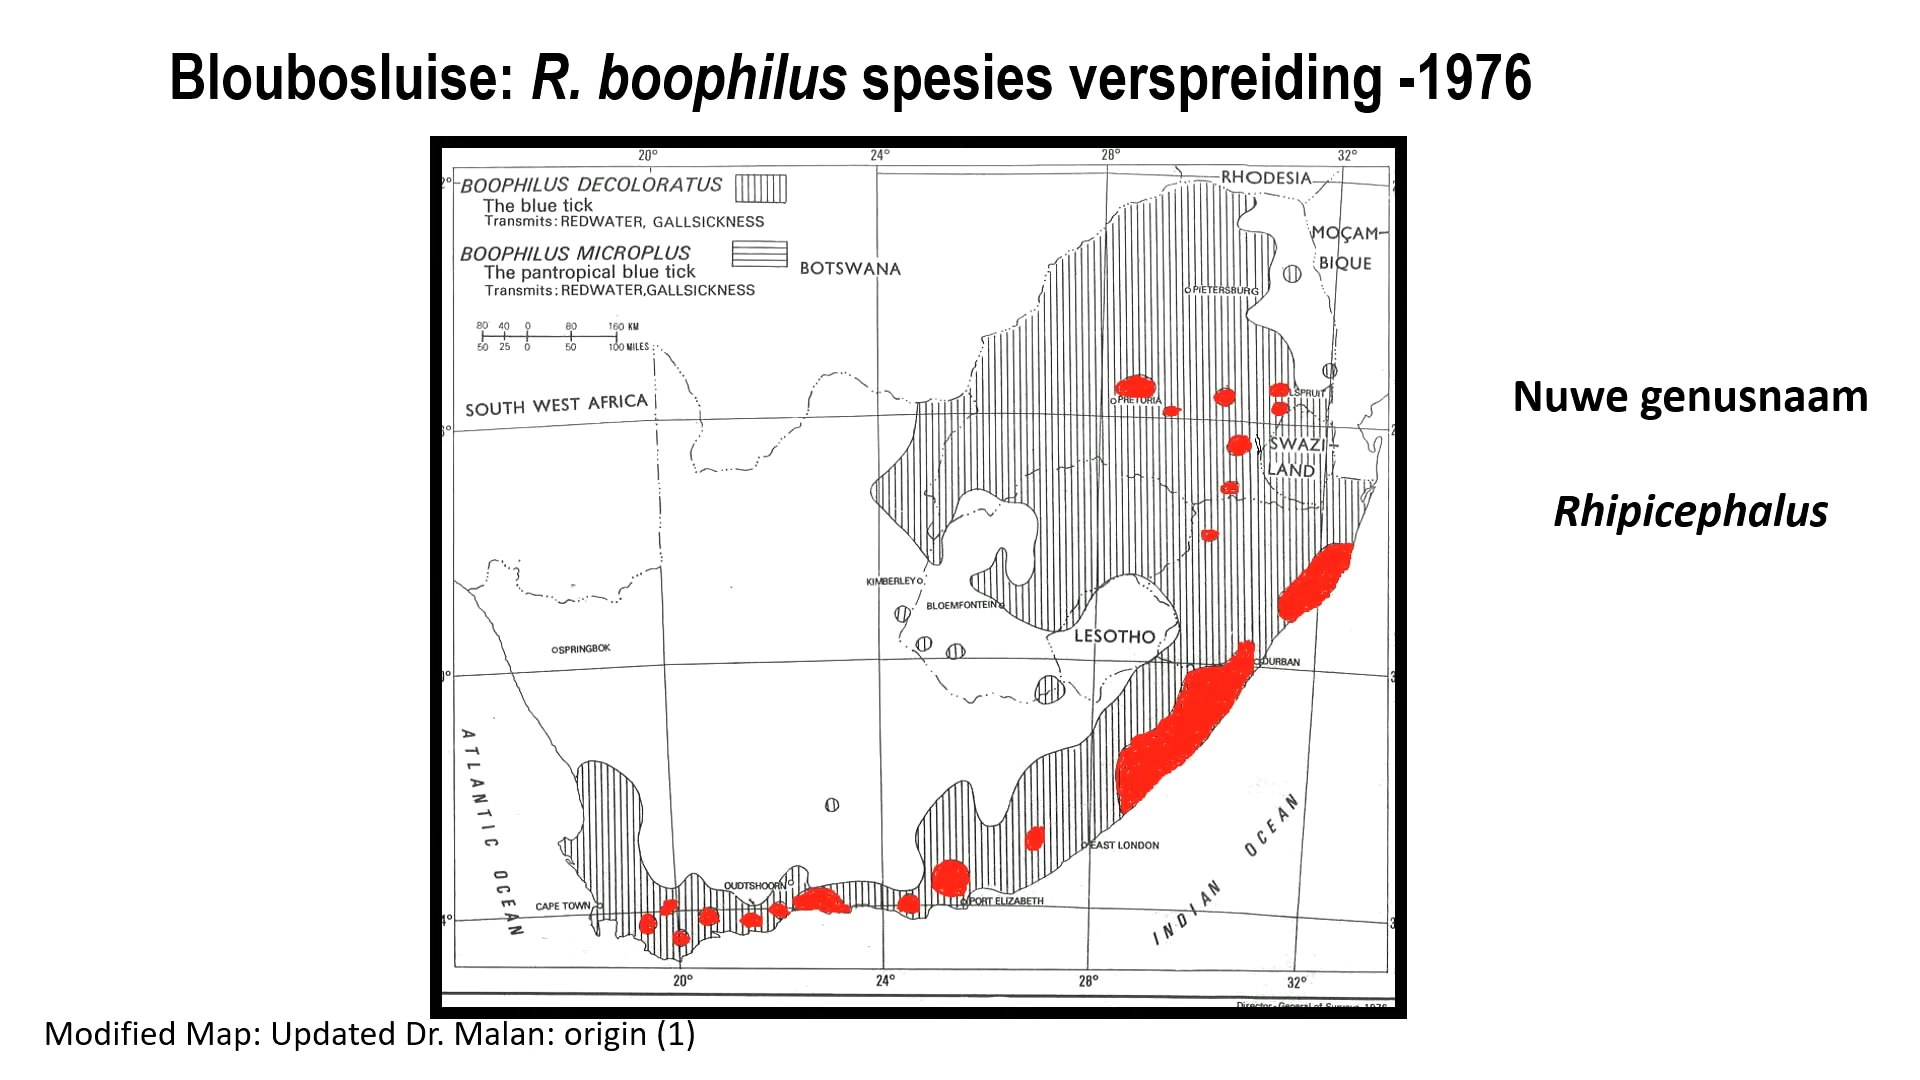 Bloubosluise: R. boophilus spesies verspreiding -1976
20° 24° 28° 32°
BOOPHILUS DECOLORATUS
The blue tick
Transmits: REDWATER, GALLSICKNESS
BOOPHILUS MICROPLUS
The pantropical blue tick
Transmits: REDWATER, GALLSICKNESS
80 40 0 80 160 KM
50 25 0 50 100 MILES
RHODESIA
MOÇAM-
BIQUE
BOTSWANA
PIETERSBURG
SOUTH WEST AFRICA
PRETORIA
LSPRUIT
SWAZI-
LAND
KIMBERLEY
BLOEMFONTEIN
LESOTHO
SPRINGBOK
DURBAN
ATLANTIC OCEAN
INDIAN OCEAN
EAST LONDON
OUDTSHOORN
CAPE TOWN
PORT ELIZABETH
20° 24° 28° 32°
Nuwe genusnaam
Rhipicephalus
Modified Map: Updated Dr. Malan: origin (1)